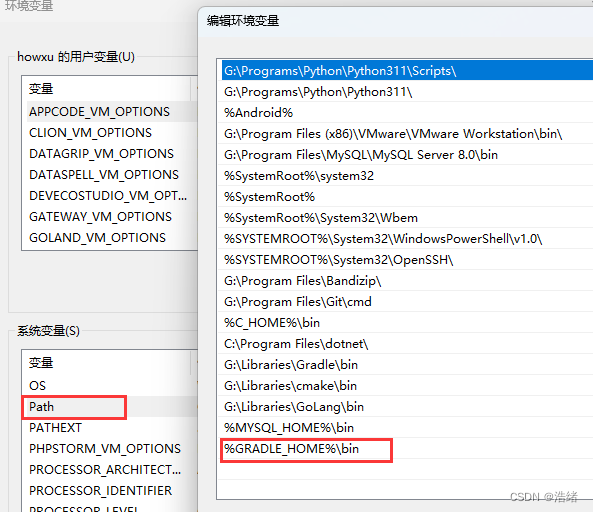 环境变量
howxu 的用户变量(U)
变量
APPCODE_VM_OPTIONS
CLION_VM_OPTIONS
DATAGRIP_VM_OPTIONS
DATASPELL_VM_OPTIONS
DEVECOSTUDIO_VM_OPT...
GATEWAY_VM_OPTIONS
GOLAND_VM_OPTIONS
系统变量(S)
变量
OS
Path
PATHEXT
PHPSTORM_VM_OPTIONS
PROCESSOR_ARCHITECT...
PROCESSOR_IDENTIFIER
PROCESSOR_LEVEL
编辑环境变量
G:\Programs\Python\Python311\Scripts\
G:\Programs\Python\Python311\
%Android%
G:\Program Files (x86)\VMware\VMware Workstation\bin\
G:\Program Files\MySQL\MySQL Server 8.0\bin
%SystemRoot%\system32
%SystemRoot%
%SystemRoot%\System32\Wbem
%SYSTEMROOT%\System32\WindowsPowerShell\v1.0\
%SYSTEMROOT%\System32\OpenSSH\
G:\Program Files\Bandizip\
G:\Program Files\Git\cmd
%C_HOME%\bin
C:\Program Files\dotnet\
G:\Libraries\Gradle\bin
G:\Libraries\cmake\bin
G:\Libraries\GoLang\bin
%MYSQL_HOME%\bin
%GRADLE_HOME%\bin
CSDN @浩绪